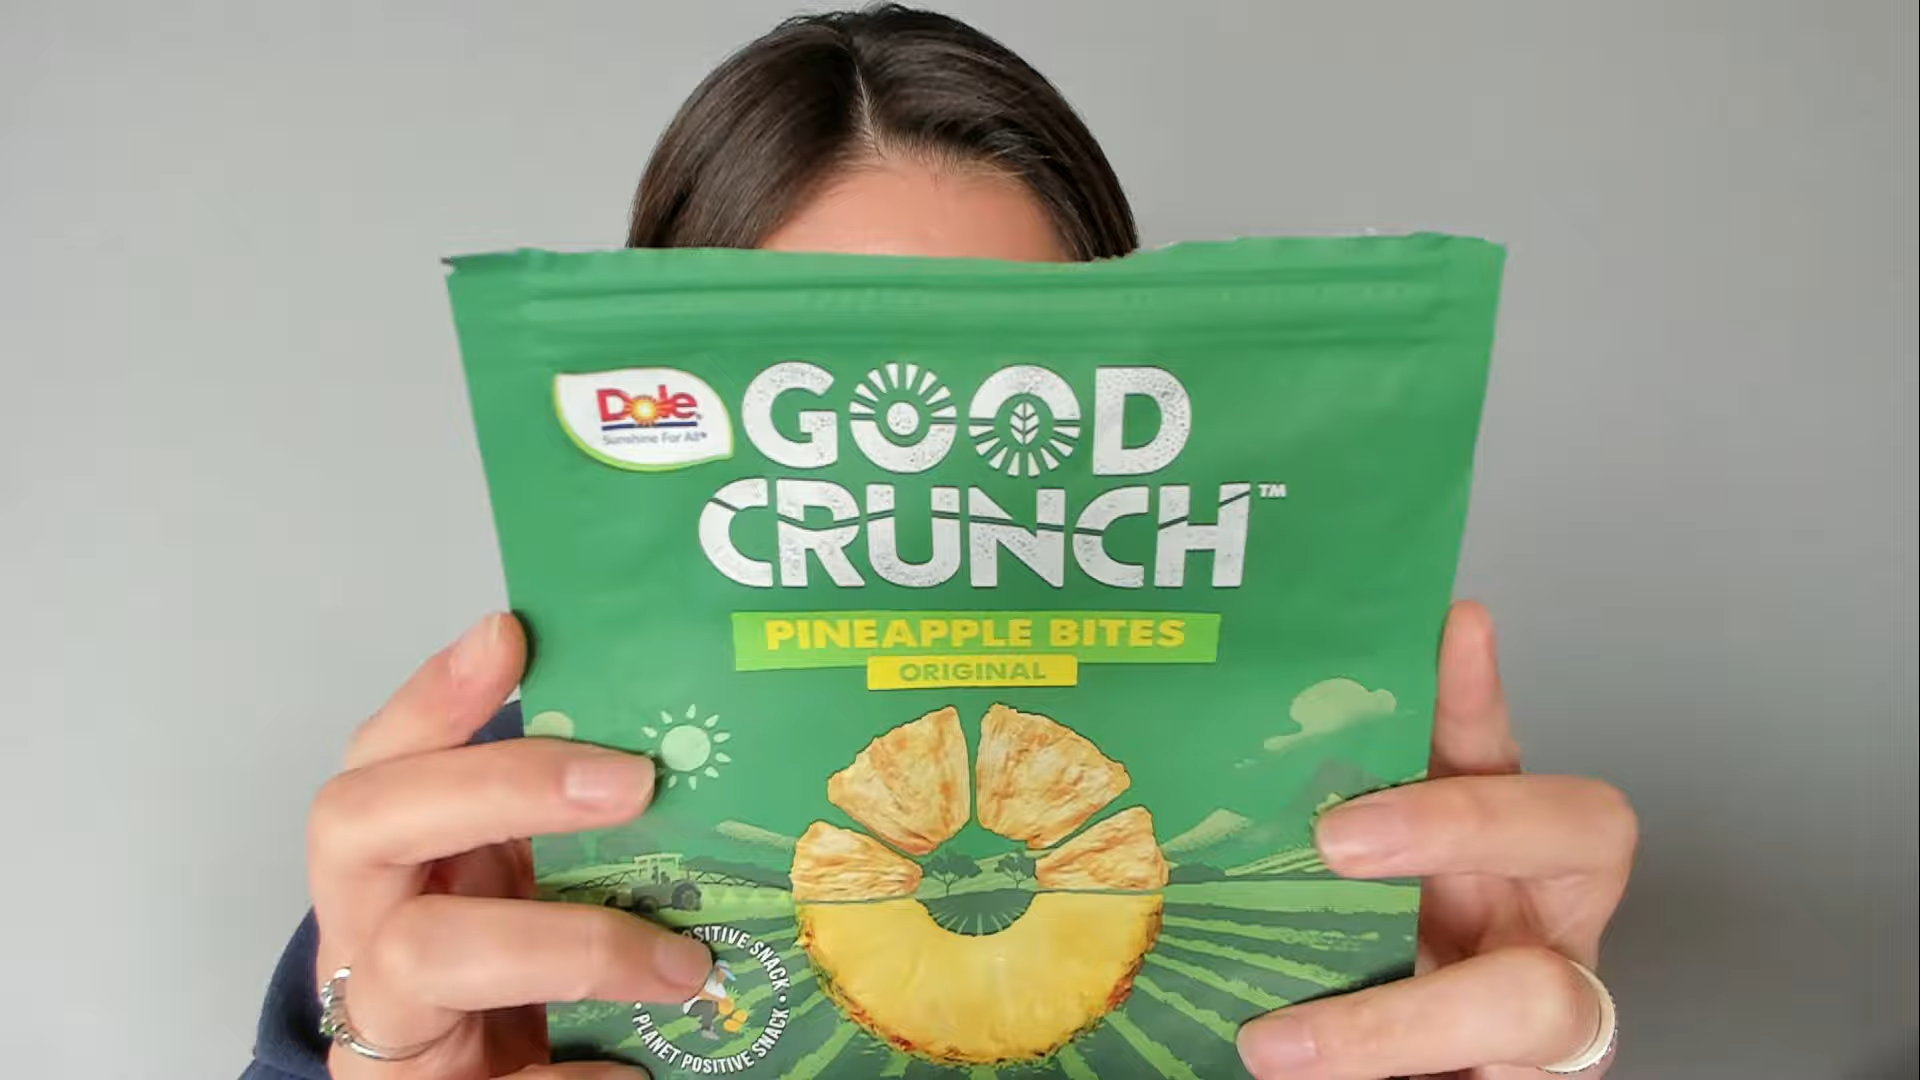 Dole
Sunshine For All®
GOOD
CRUNCH™
PINEAPPLE BITES
ORIGINAL
POSITIVE SNACK •
• PLANET POSITIVE SNACK